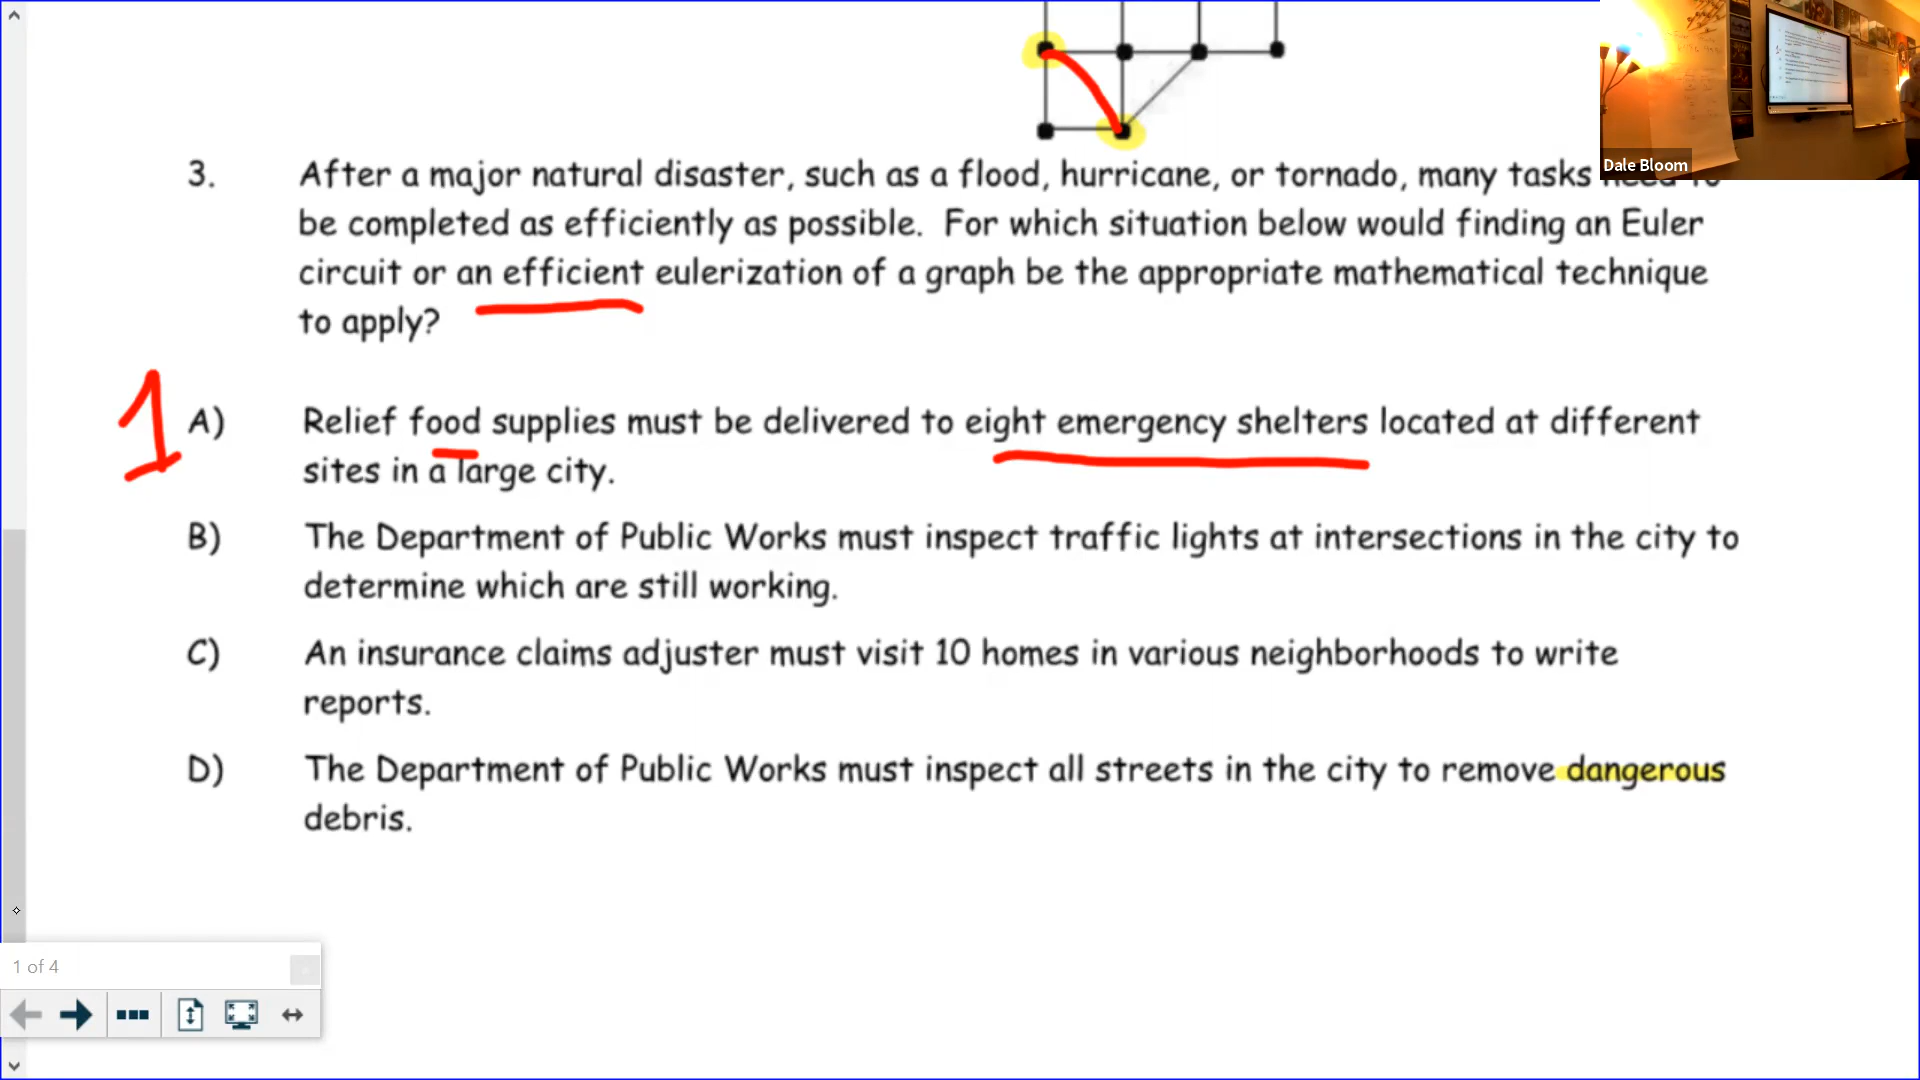 Dale Bloom
3. After a major natural disaster, such as a flood, hurricane, or tornado, many tasks need to
be completed as efficiently as possible. For which situation below would finding an Euler
circuit or an efficient eulerization of a graph be the appropriate mathematical technique
to apply?
1
A) Relief food supplies must be delivered to eight emergency shelters located at different
sites in a large city.
B) The Department of Public Works must inspect traffic lights at intersections in the city to
determine which are still working.
C) An insurance claims adjuster must visit 10 homes in various neighborhoods to write
reports.
D) The Department of Public Works must inspect all streets in the city to remove dangerous
debris.
1 of 4